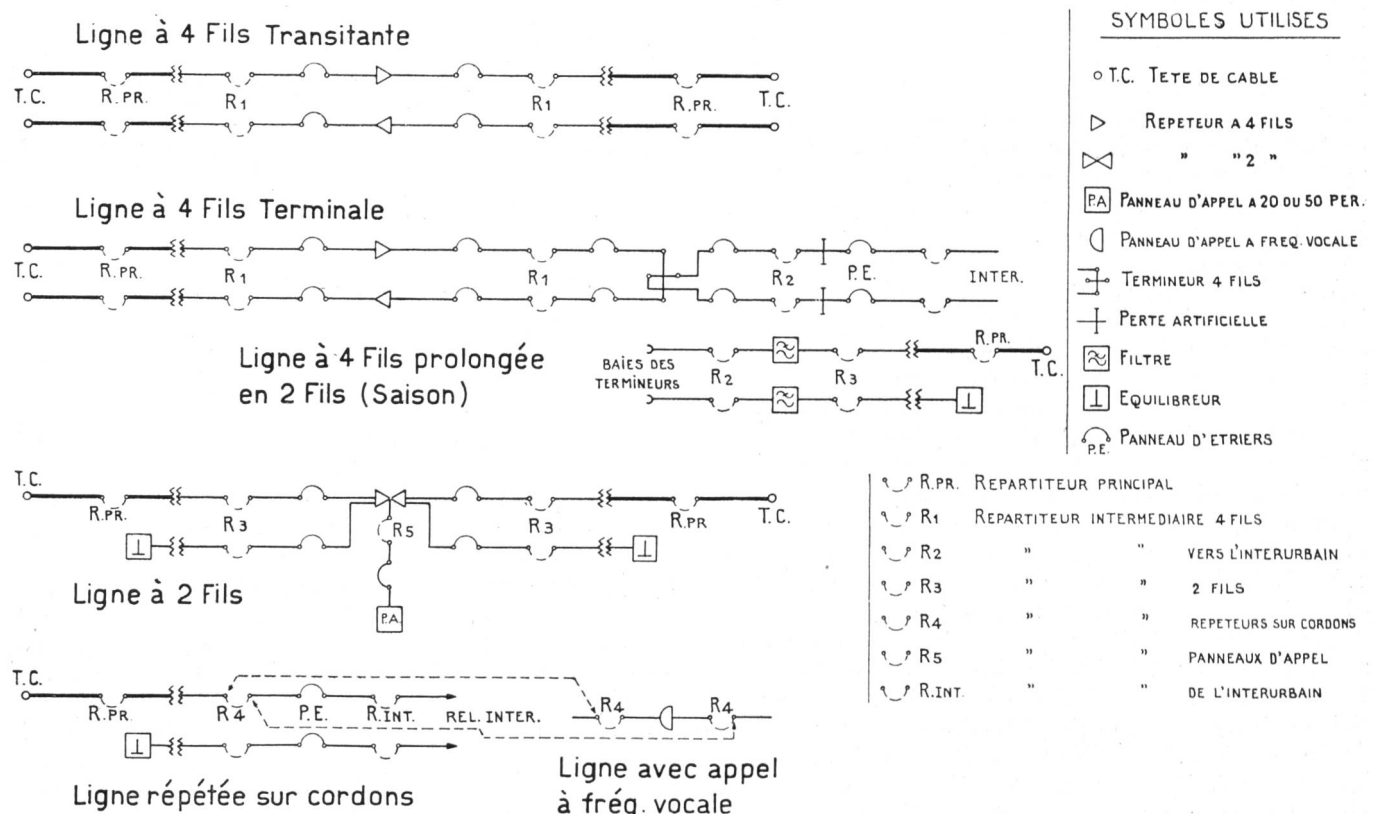 Ligne à 4 Fils Transitante
T.C. R.PR. R1 R1 R.PR. T.C.
Ligne à 4 Fils Terminale
T.C. R.PR. R1 R1 R2 P.E. INTER.
Ligne à 4 Fils prolongée
en 2 Fils (Saison)
BAÏES DES
TERMINEURS
R2 R3 R.PR. T.C.
T.C. R.PR. R3 R5 R3 R.PR T.C.
P.A.
Ligne à 2 Fils
T.C. R.PR. R4 P.E. R.INT. REL. INTER. R4 R4
Ligne répétée sur cordons
Ligne avec appel
à fréq. vocale
SYMBOLES UTILISES
T.C. TETE DE CABLE
REPETEUR A 4 FILS
" " 2 "
P.A PANNEAU D'APPEL A 20 OU 50 PER.
PANNEAU D'APPEL A FREQ. VOCALE
TERMINEUR 4 FILS
PERTE ARTIFICIELLE
FILTRE
EQUILIBREUR
P.E. PANNEAU D'ETRIERS
R.PR. REPARTITEUR PRINCIPAL
R1 REPARTITEUR INTERMEDIAIRE 4 FILS
R2 " " VERS L'INTERURBAIN
R3 " " 2 FILS
R4 " " REPETEURS SUR CORDONS
R5 " " PANNEAUX D'APPEL
R.INT. " " DE L'INTERURBAIN